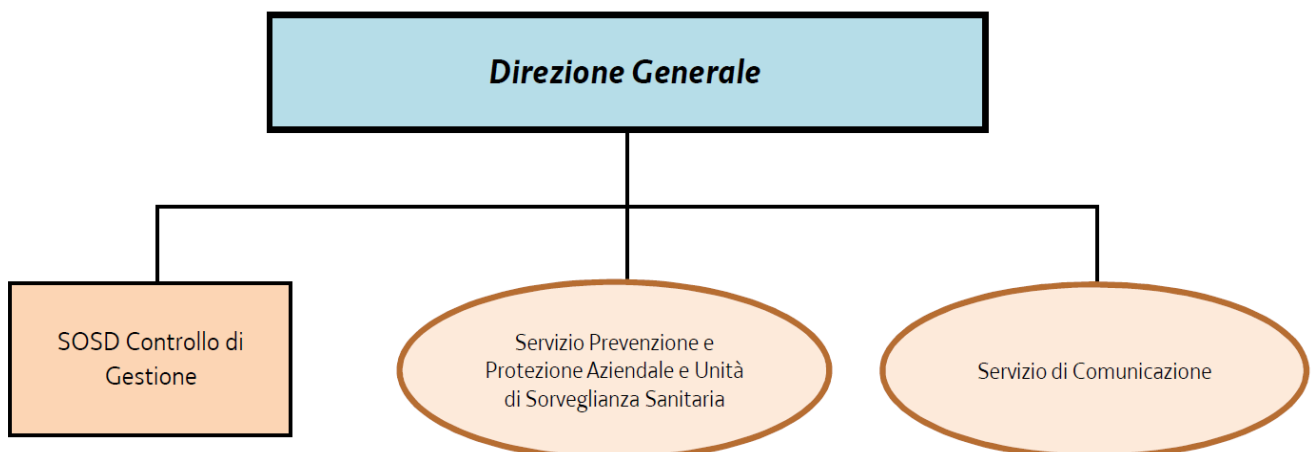 Direzione Generale
SOSD Controllo di
Gestione
Servizio Prevenzione e
Protezione Aziendale e Unità
di Sorveglianza Sanitaria
Servizio di Comunicazione